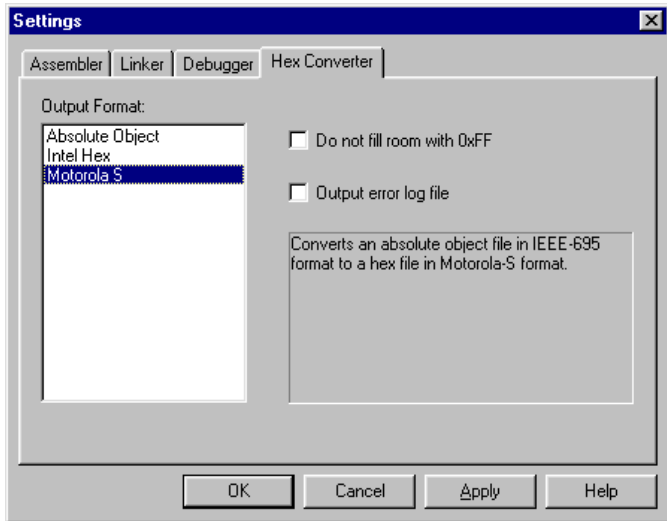 Settings
Assembler
Linker
Debugger
Hex Converter
Output Format:
Absolute Object
Intel Hex
Motorola S
Do not fill room with 0xFF
Output error log file
Converts an absolute object file in IEEE-695
format to a hex file in Motorola-S format.
OK
Cancel
Apply
Help